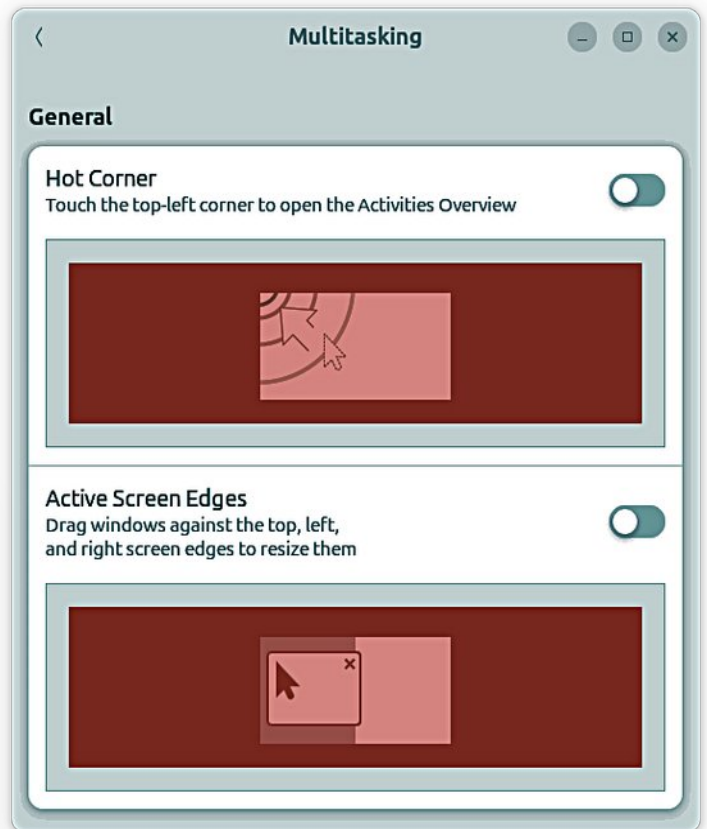 Multitasking
General
Hot Corner
Touch the top-left corner to open the Activities Overview
Active Screen Edges
Drag windows against the top, left,
and right screen edges to resize them